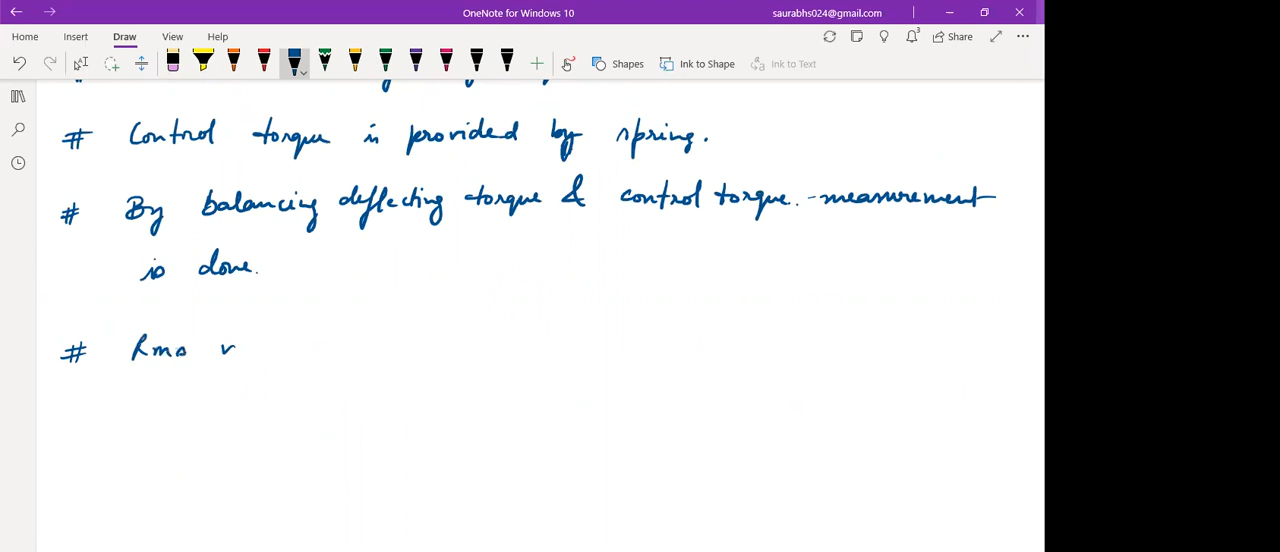 OneNote for Windows 10
saurabhs024@gmail.com
Home Insert Draw View Help
Share
Shapes Ink to Shape Ink to Text
# Control torque is provided by spring.
# By balancing deflecting torque & control torque. measurement
is done.
# Rms v